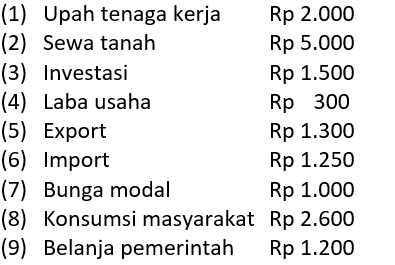 (1) Upah tenaga kerja Rp 2.000
(2) Sewa tanah Rp 5.000
(3) Investasi Rp 1.500
(4) Laba usaha Rp 300
(5) Export Rp 1.300
(6) Import Rp 1.250
(7) Bunga modal Rp 1.000
(8) Konsumsi masyarakat Rp 2.600
(9) Belanja pemerintah Rp 1.200